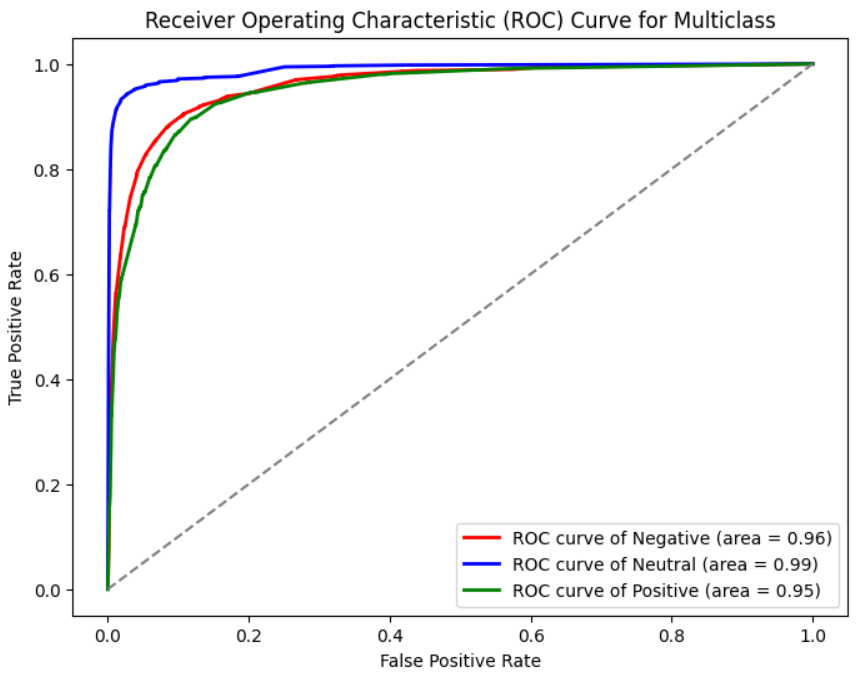 Receiver Operating Characteristic (ROC) Curve for Multiclass
1.0
0.8
0.6
0.4
0.2
0.0
True Positive Rate
ROC curve of Negative (area = 0.96)
ROC curve of Neutral (area = 0.99)
ROC curve of Positive (area = 0.95)
0.0 0.2 0.4 0.6 0.8 1.0
False Positive Rate